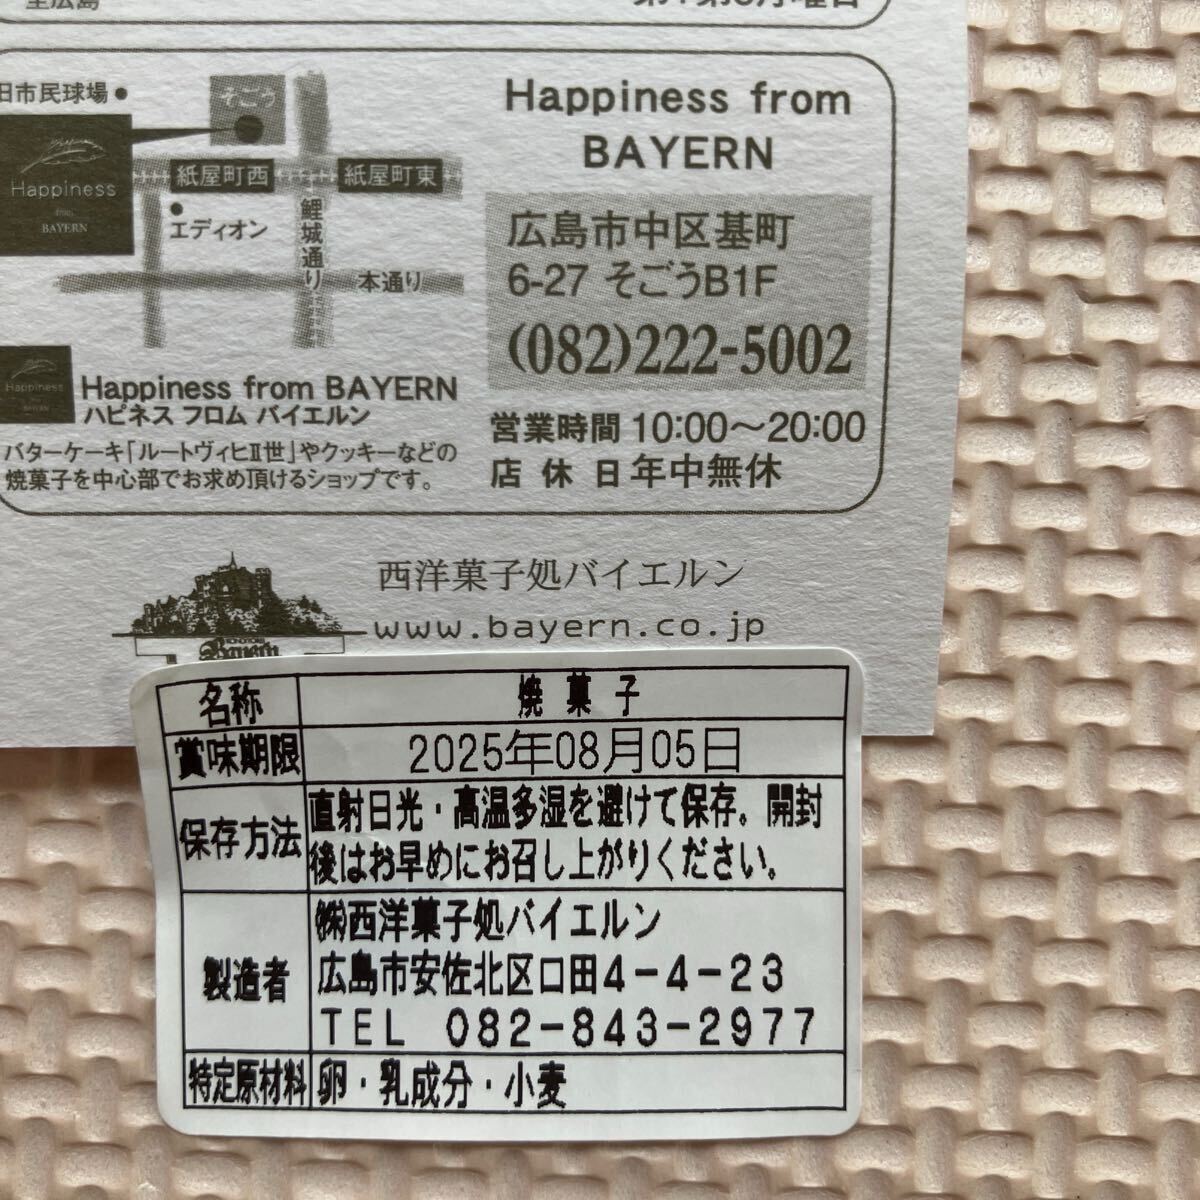 旧市民球場
そごう
Happiness
from
BAYERN
紙屋町西
紙屋町東
エディオン
鯉城通り
本通り
Happiness from
BAYERN
広島市中区基町
6-27 そごうB1F
(082)222-5002
営業時間 10:00〜20:00
店休日 年中無休
Happiness
BAYERN
Happiness from BAYERN
ハピネス フロム バイエルン
バターケーキ「ルートヴィヒⅡ世」やクッキーなどの
焼菓子を中心部でお求め頂けるショップです。
西洋菓子処バイエルン
www.bayern.co.jp
Bayern
名称 焼菓子
賞味期限 2025年08月05日
保存方法 直射日光・高温多湿を避けて保存。開封
後はお早めにお召し上がりください。
製造者 ㈱西洋菓子処バイエルン
広島市安佐北区口田4-4-23
TEL 082-843-2977
特定原材料 卵・乳成分・小麦